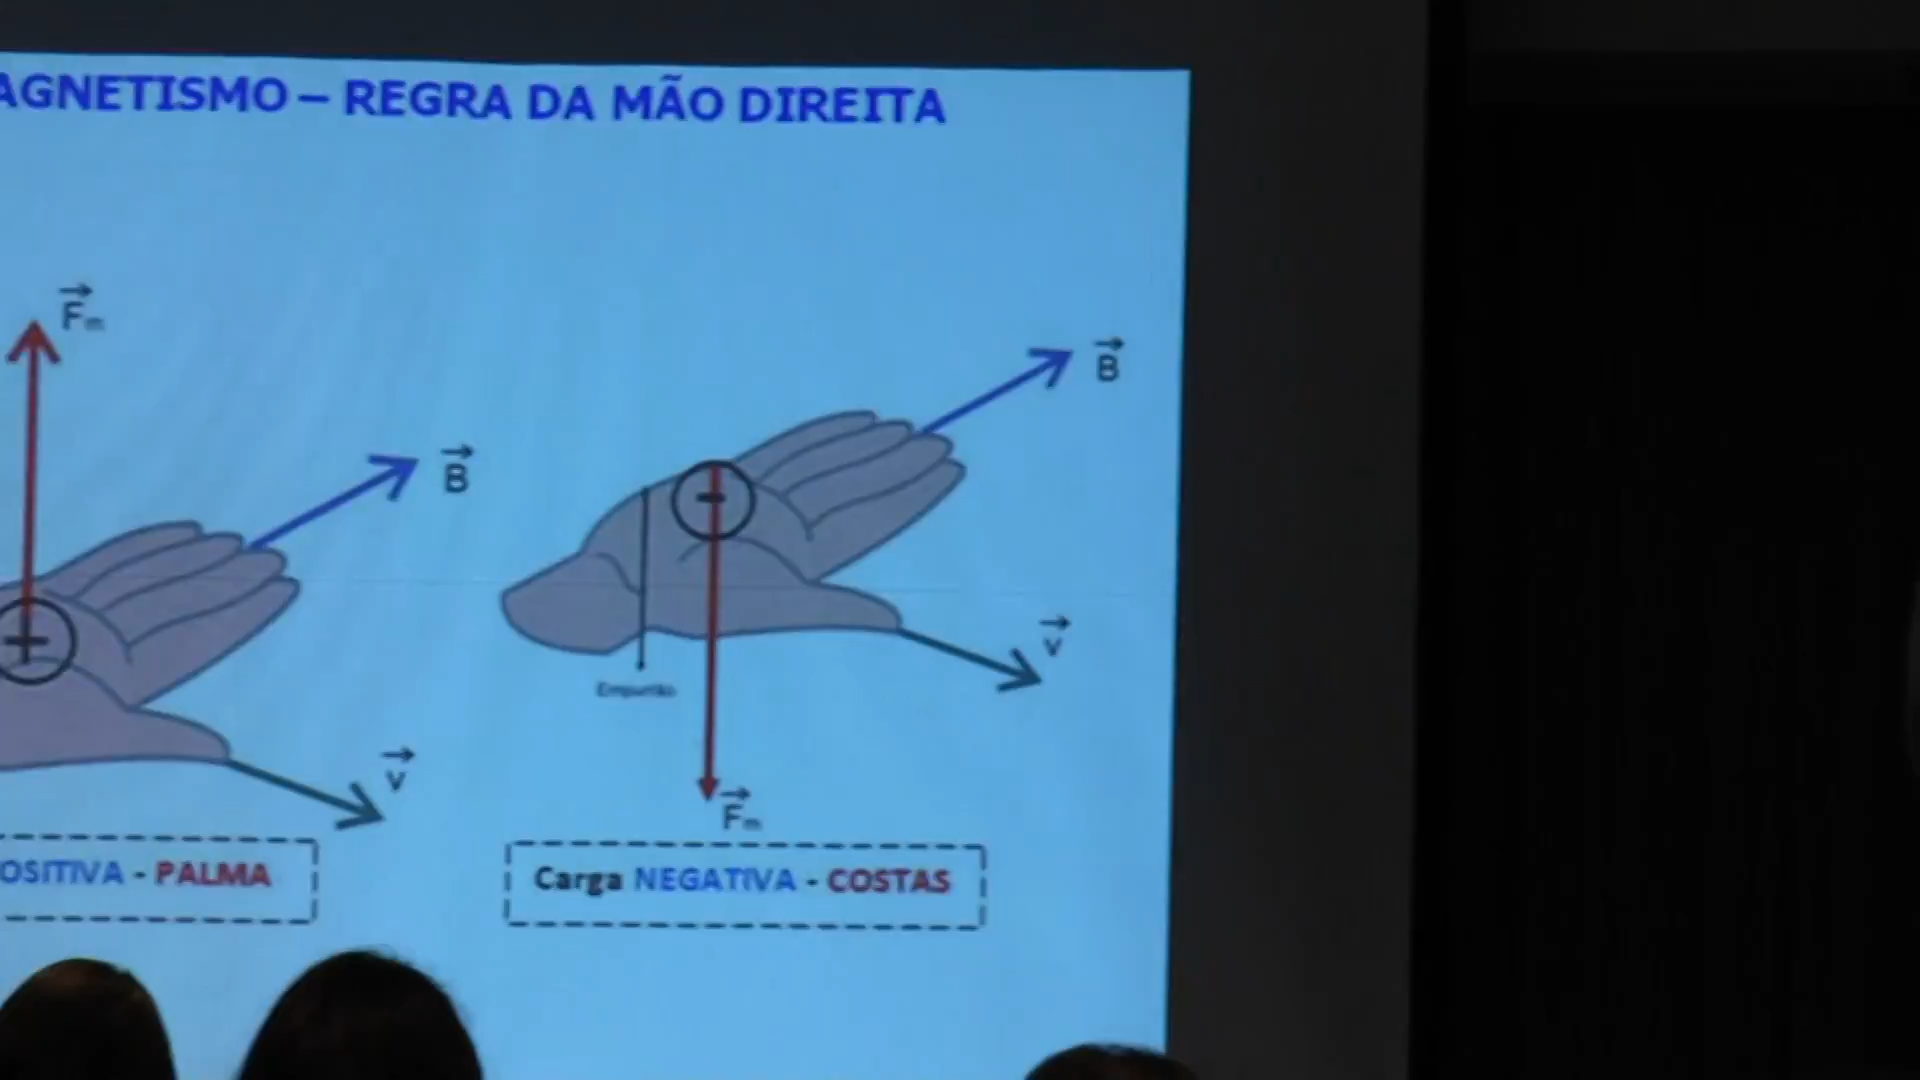 AGNETISMO – REGRA DA MÃO DIREITA
Fm
B
B
+
-
v
v
Empurrão
Fm
OSITIVA - PALMA
Carga NEGATIVA - COSTAS